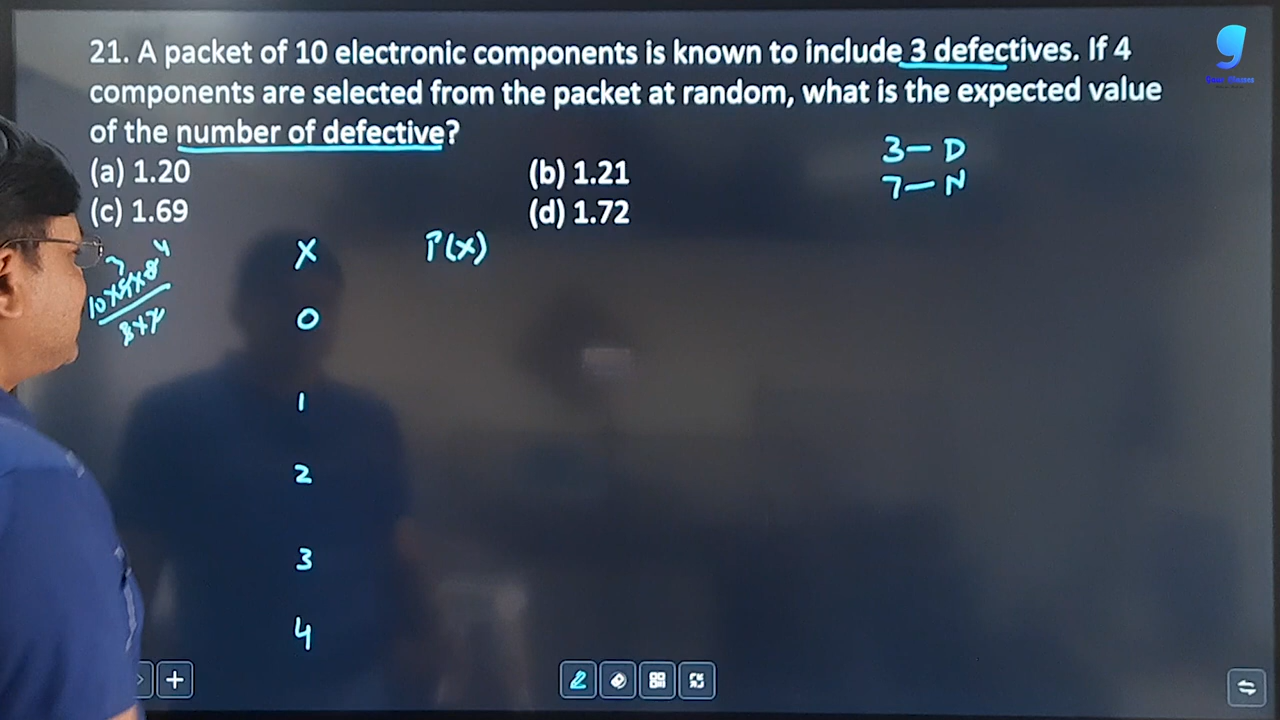 21. A packet of 10 electronic components is known to include 3 defectives. If 4
components are selected from the packet at random, what is the expected value
of the number of defective?
3 — D
(a) 1.20 (b) 1.21
7 — N
(c) 1.69 (d) 1.72
X P(X)
0
1
2
3
4